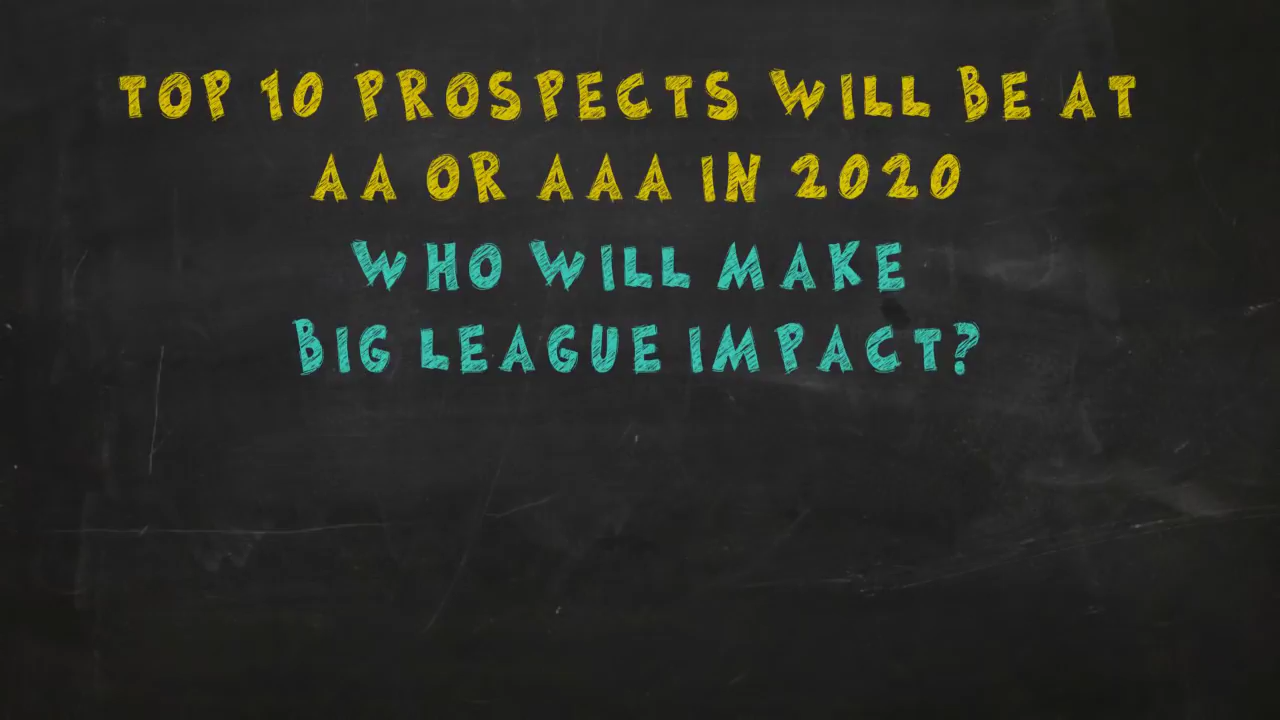 TOP 10 PROSPECTS WILL BE AT
AA OR AAA IN 2020
WHO WILL MAKE
BIG LEAGUE IMPACT?